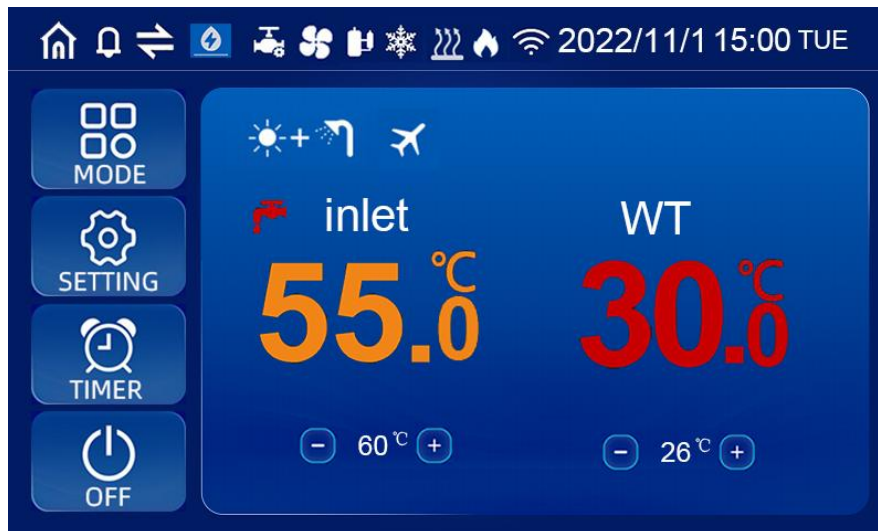 2022/11/1 15:00 TUE
MODE
SETTING
TIMER
OFF
inlet WT
55.0℃ 30.0℃
- 60℃ + - 26℃ +